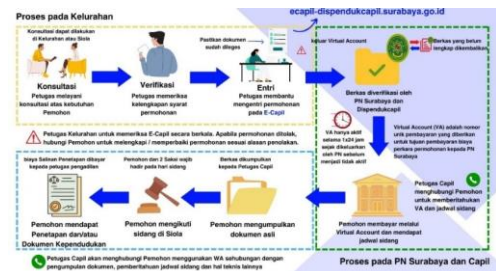 ecapil-dispendukcapil.surabaya.go.id
Proses pada Kelurahan
Konsultasi dapat dilakukan
di Kelurahan atau Siola
Pastikan dokumen
sudah dileges
keluar Virtual Account
Berkas yang belum
lengkap dikembalikan
Konsultasi
Petugas melayani
konsultasi atas kebutuhan
Pemohon
Verifikasi
Petugas memeriksa
kelengkapan syarat
permohonan
Entri
Petugas membantu
mengentri permohonan
pada E-Capil
Berkas diverifikasi oleh
PN Surabaya dan
Dispendukcapil
Petugas Kelurahan untuk memeriksa E-Capil secara berkala. Apabila permohonan ditolak,
hubungi Pemohon untuk melengkapi / memperbaiki permohonan sesuai alasan penolakan.
VA hanya aktif
setelah 1x24 jam
sejak dikeluarkan
oleh PN sebelum
menjadi tidak aktif
Virtual Account (VA) adalah nomor
unik pembayaran yang diberikan
untuk tujuan pembayaran biaya
perkara permohonan kepada PN
Surabaya
Biaya Salinan Penetapan dibayar
kepada petugas pengadilan
Pemohon dan 2 Saksi wajib
hadir pada hari sidang
Berkas dikumpulkan
kepada Petugas Capil
Petugas Capil
menghubungi Pemohon
untuk memberitahukan
VA dan jadwal sidang
Pemohon mendapat
Penetapan dan/atau
Dokumen Kependudukan
Pemohon mengikuti
sidang di Siola
Pemohon mengumpulkan
dokumen asli
Pemohon membayar melalui
Virtual Account dan mendapat
jadwal sidang
Petugas Capil akan menghubungi Pemohon menggunakan WA sehubungan dengan
pengumpulan dokumen, pemberitahuan jadwal sidang dan hal teknis lainnya
Proses pada PN Surabaya dan Capil